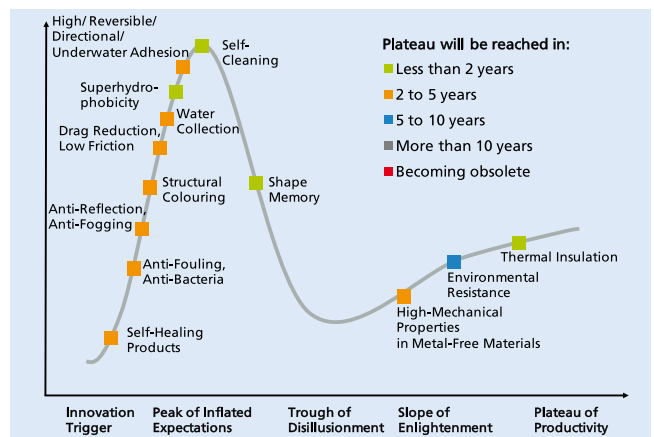 High/ Reversible/
Directional/
Underwater Adhesion
Self-
Cleaning
Superhydro-
phobicity
Water
Collection
Drag Reduction,
Low Friction
Structural
Colouring
Shape
Memory
Anti-Reflection,
Anti-Fogging
Anti-Fouling,
Anti-Bacteria
Self-Healing
Products
Plateau will be reached in:
Less than 2 years
2 to 5 years
5 to 10 years
More than 10 years
Becoming obsolete
Thermal Insulation
Environmental
Resistance
High-Mechanical
Properties
in Metal-Free Materials
Innovation
Trigger
Peak of Inflated
Expectations
Trough of
Disillusionment
Slope of
Enlightenment
Plateau of
Productivity